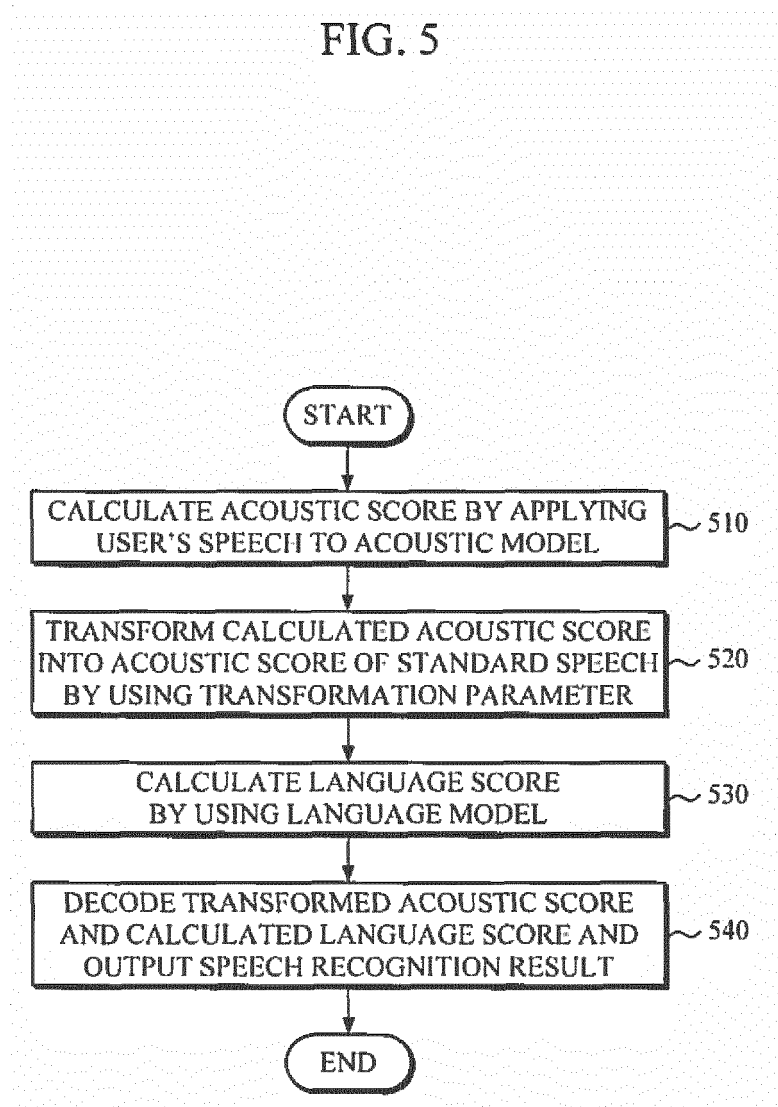 FIG. 5
START
CALCULATE ACOUSTIC SCORE BY APPLYING
USER'S SPEECH TO ACOUSTIC MODEL
510
TRANSFORM CALCULATED ACOUSTIC SCORE
INTO ACOUSTIC SCORE OF STANDARD SPEECH
BY USING TRANSFORMATION PARAMETER
520
CALCULATE LANGUAGE SCORE
BY USING LANGUAGE MODEL
530
DECODE TRANSFORMED ACOUSTIC SCORE
AND CALCULATED LANGUAGE SCORE AND
OUTPUT SPEECH RECOGNITION RESULT
540
END